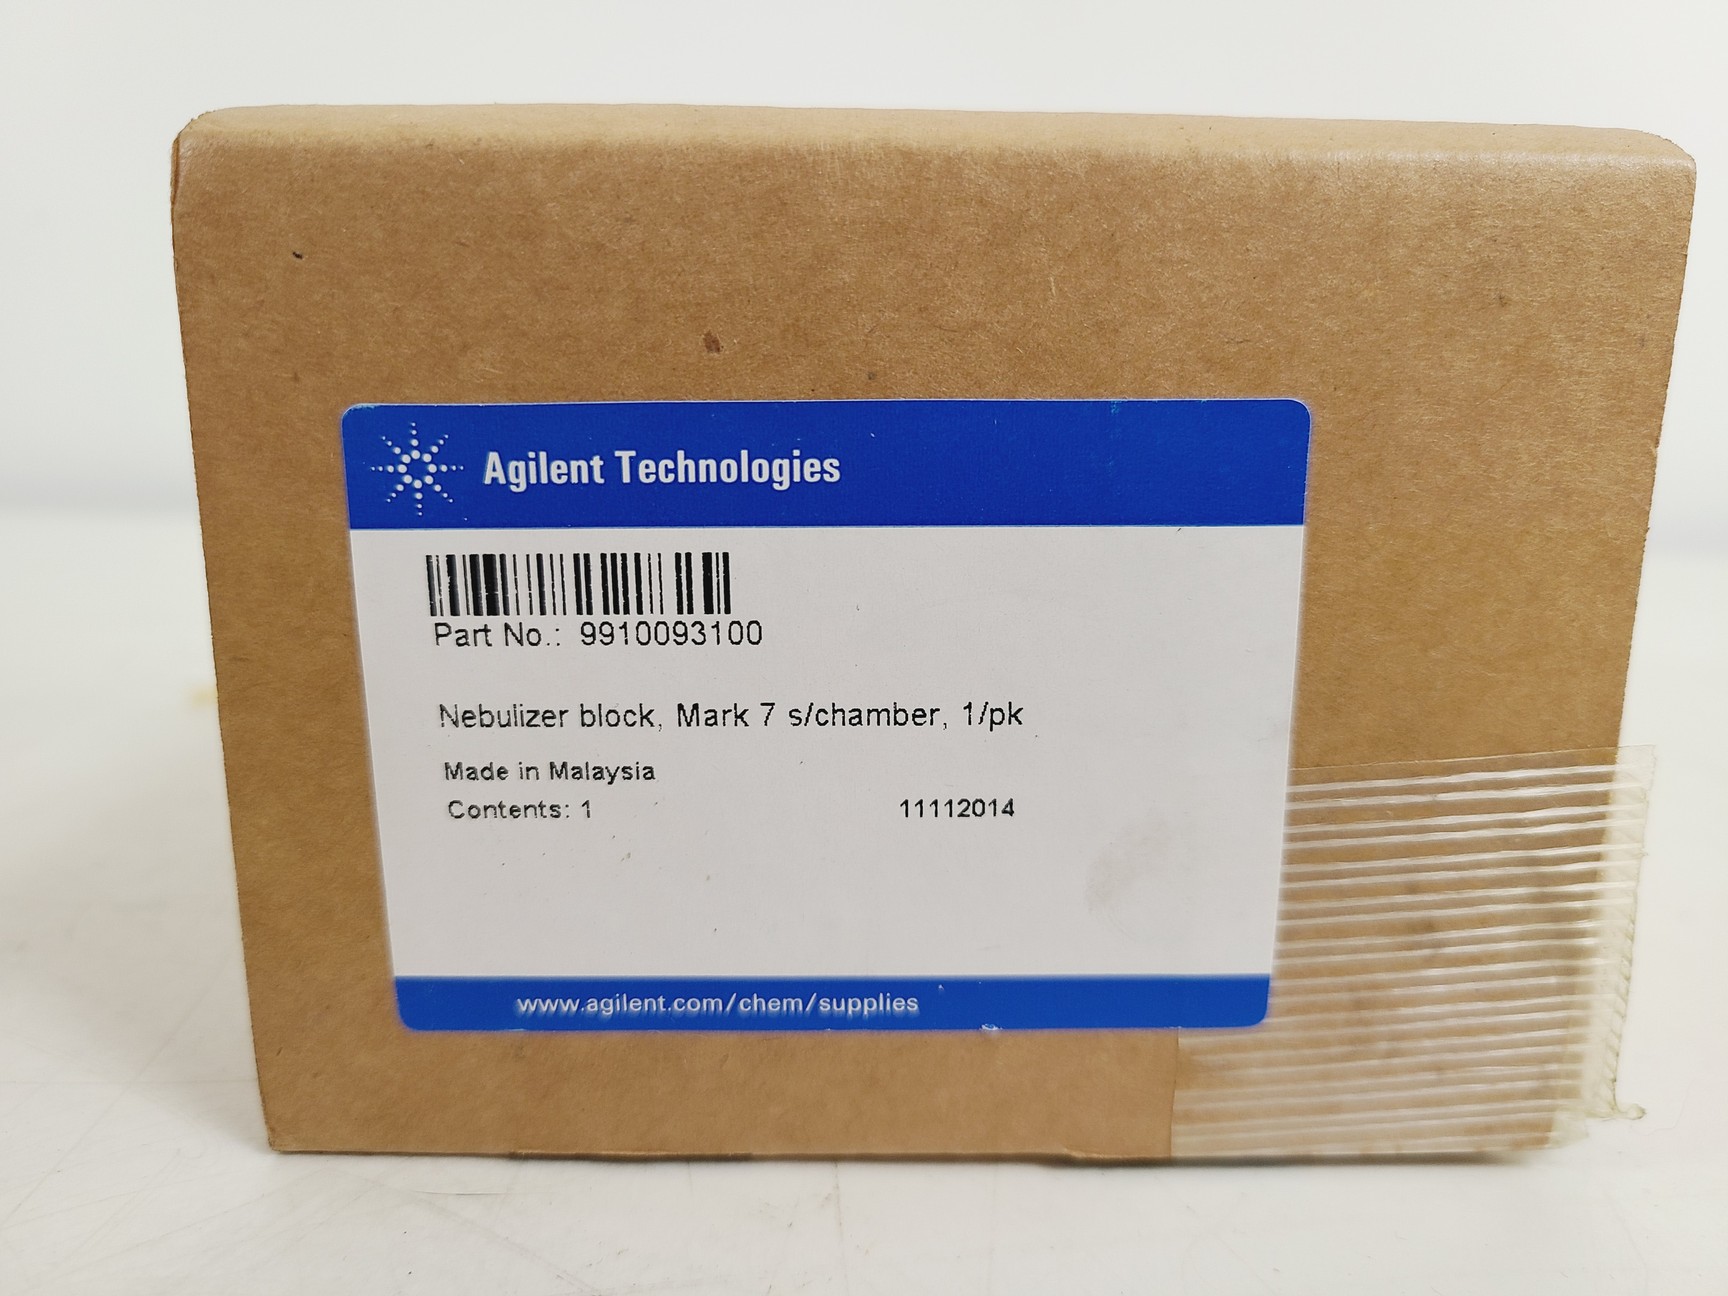 Agilent Technologies
Part No.: 9910093100
Nebulizer block, Mark 7 s/chamber, 1/pk
Made in Malaysia
Contents: 1 11112014
www.agilent.com/chem/supplies